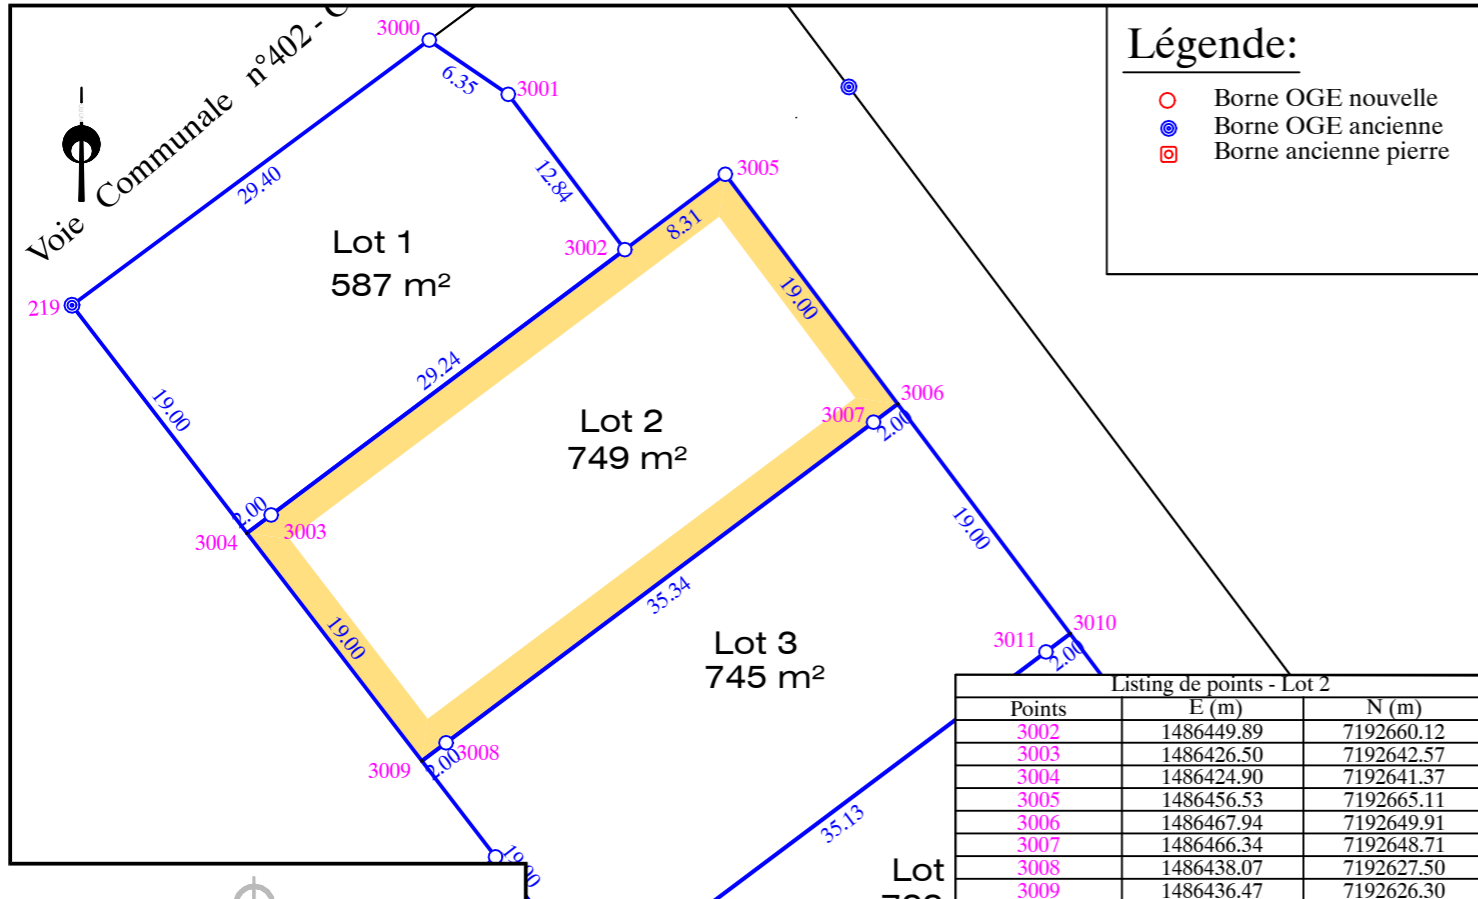 Voie Communale n°402 - C
3000
6.35
3001
29.40
12.84
3005
3002
8.31
Lot 1
587 m²
219
19.00
29.24
19.00
3006
3007
2.00
Lot 2
749 m²
2.00
3003
3004
19.00
35.34
19.00
3010
3011
2.00
Lot 3
745 m²
3008
3009
2.00
19.00
35.13
Lot
Légende:
Borne OGE nouvelle
Borne OGE ancienne
Borne ancienne pierre
Listing de points - Lot 2
Points E (m) N (m)
3002 1486449.89 7192660.12
3003 1486426.50 7192642.57
3004 1486424.90 7192641.37
3005 1486456.53 7192665.11
3006 1486467.94 7192649.91
3007 1486466.34 7192648.71
3008 1486438.07 7192627.50
3009 1486436.47 7192626.30